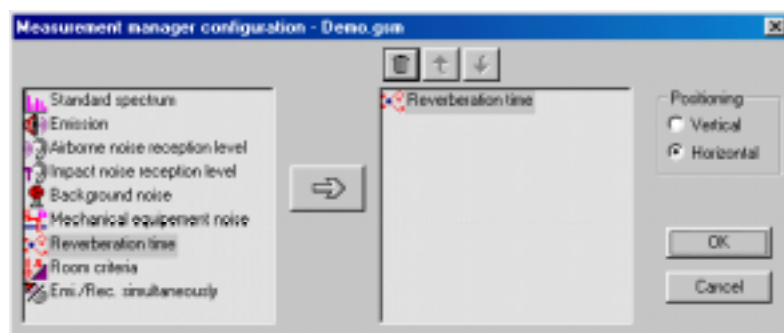 Measurement manager configuration - Demo.gsm
Standard spectrum
Emission
Airborne noise reception level
Impact noise reception level
Background noise
Mechanical equipement noise
Reverberation time
Room criteria
Emi./Rec. simultaneously
Reverberation time
Positioning
Vertical
Horizontal
OK
Cancel